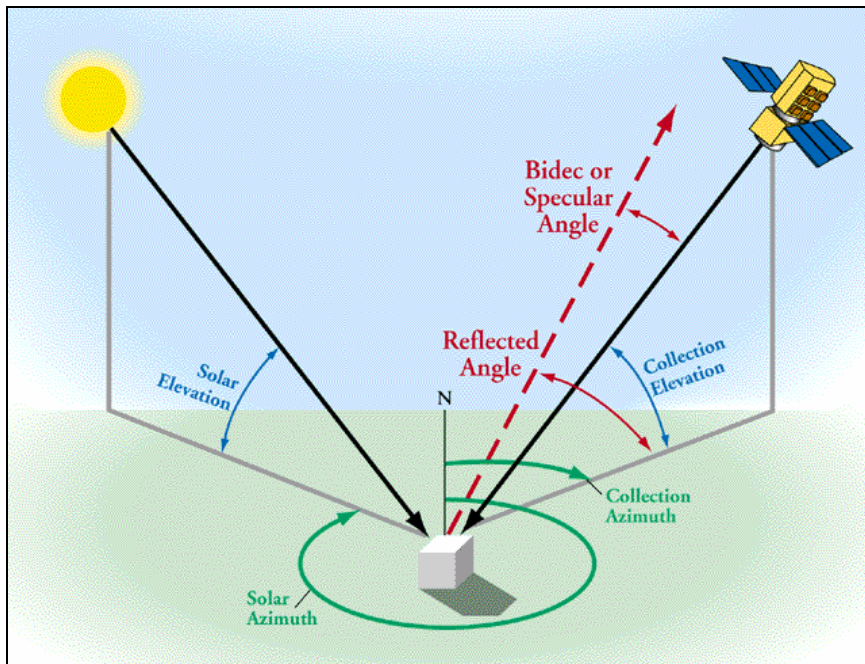 Bidec or
Specular
Angle
Reflected
Angle
Solar
Elevation
Collection
Elevation
N
Collection
Azimuth
Solar
Azimuth